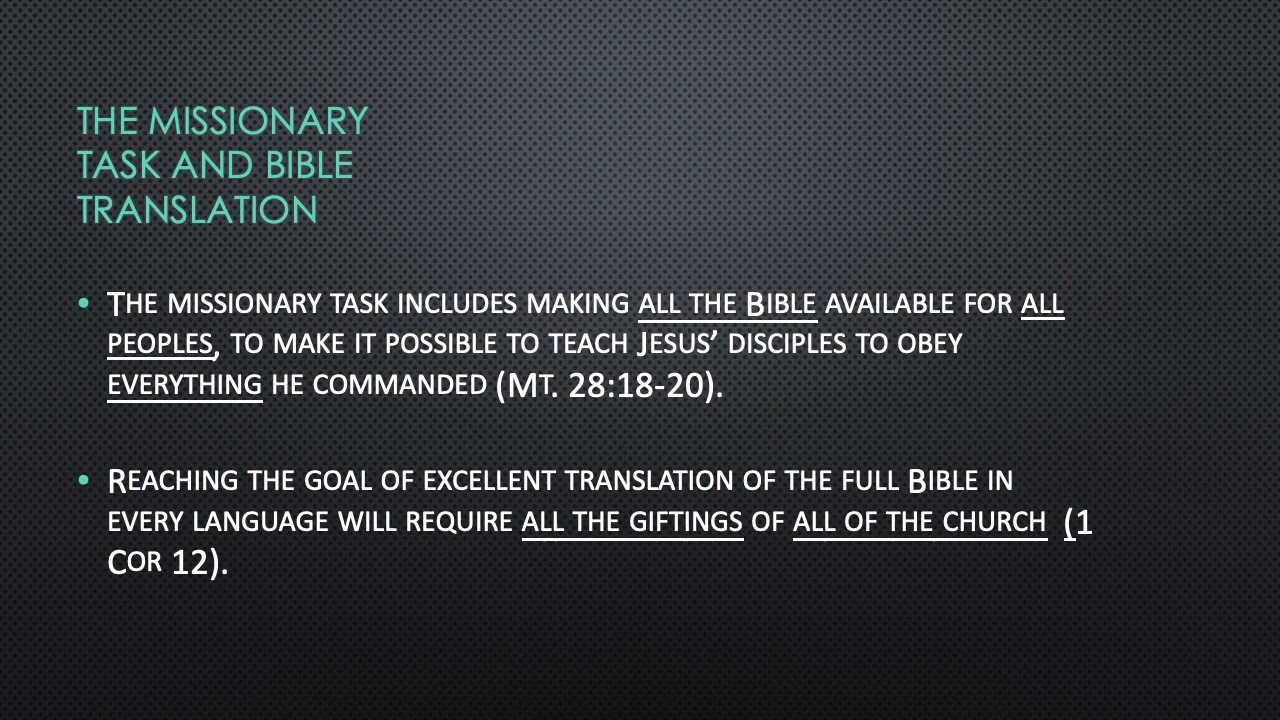 THE MISSIONARY
TASK AND BIBLE
TRANSLATION
• THE MISSIONARY TASK INCLUDES MAKING ALL THE BIBLE AVAILABLE FOR ALL
PEOPLES, TO MAKE IT POSSIBLE TO TEACH JESUS’ DISCIPLES TO OBEY
EVERYTHING HE COMMANDED (MT. 28:18-20).
• REACHING THE GOAL OF EXCELLENT TRANSLATION OF THE FULL BIBLE IN
EVERY LANGUAGE WILL REQUIRE ALL THE GIFTINGS OF ALL OF THE CHURCH (1
COR 12).